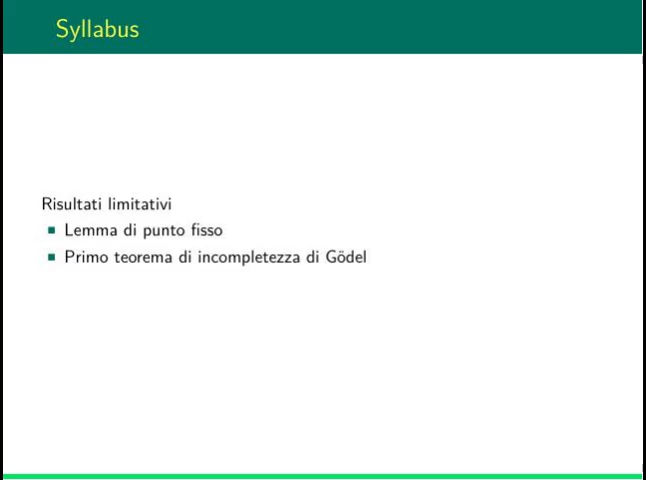 Syllabus
Risultati limitativi
Lemma di punto fisso
Primo teorema di incompletezza di Gödel